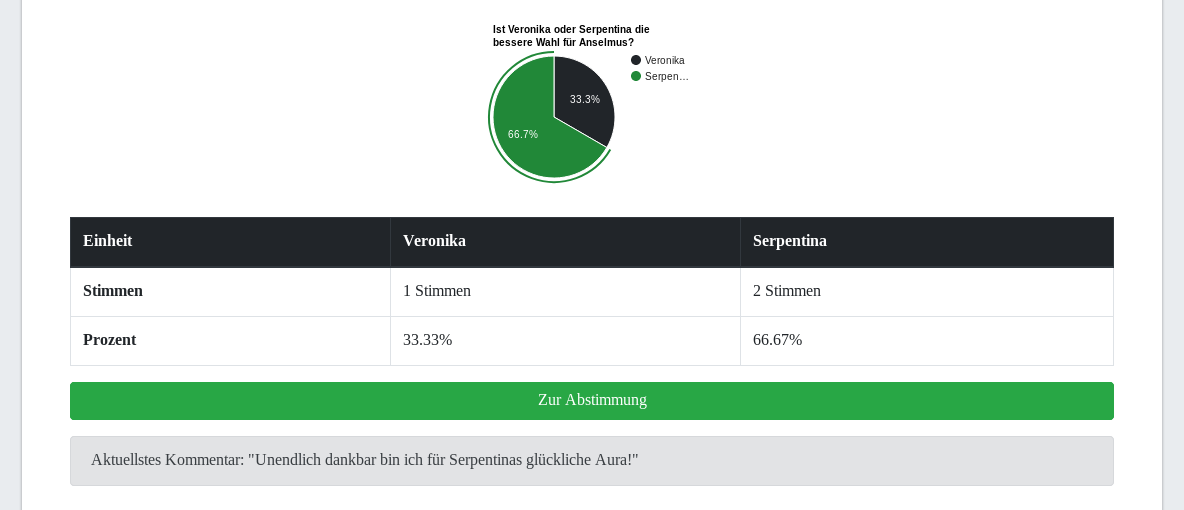 Ist Veronika oder Serpentina die
bessere Wahl für Anselmus?
Veronika
Serpen…
33.3%
66.7%
Einheit Veronika Serpentina
Stimmen 1 Stimmen 2 Stimmen
Prozent 33.33% 66.67%
Zur Abstimmung
Aktuellstes Kommentar: "Unendlich dankbar bin ich für Serpentinas glückliche Aura!"